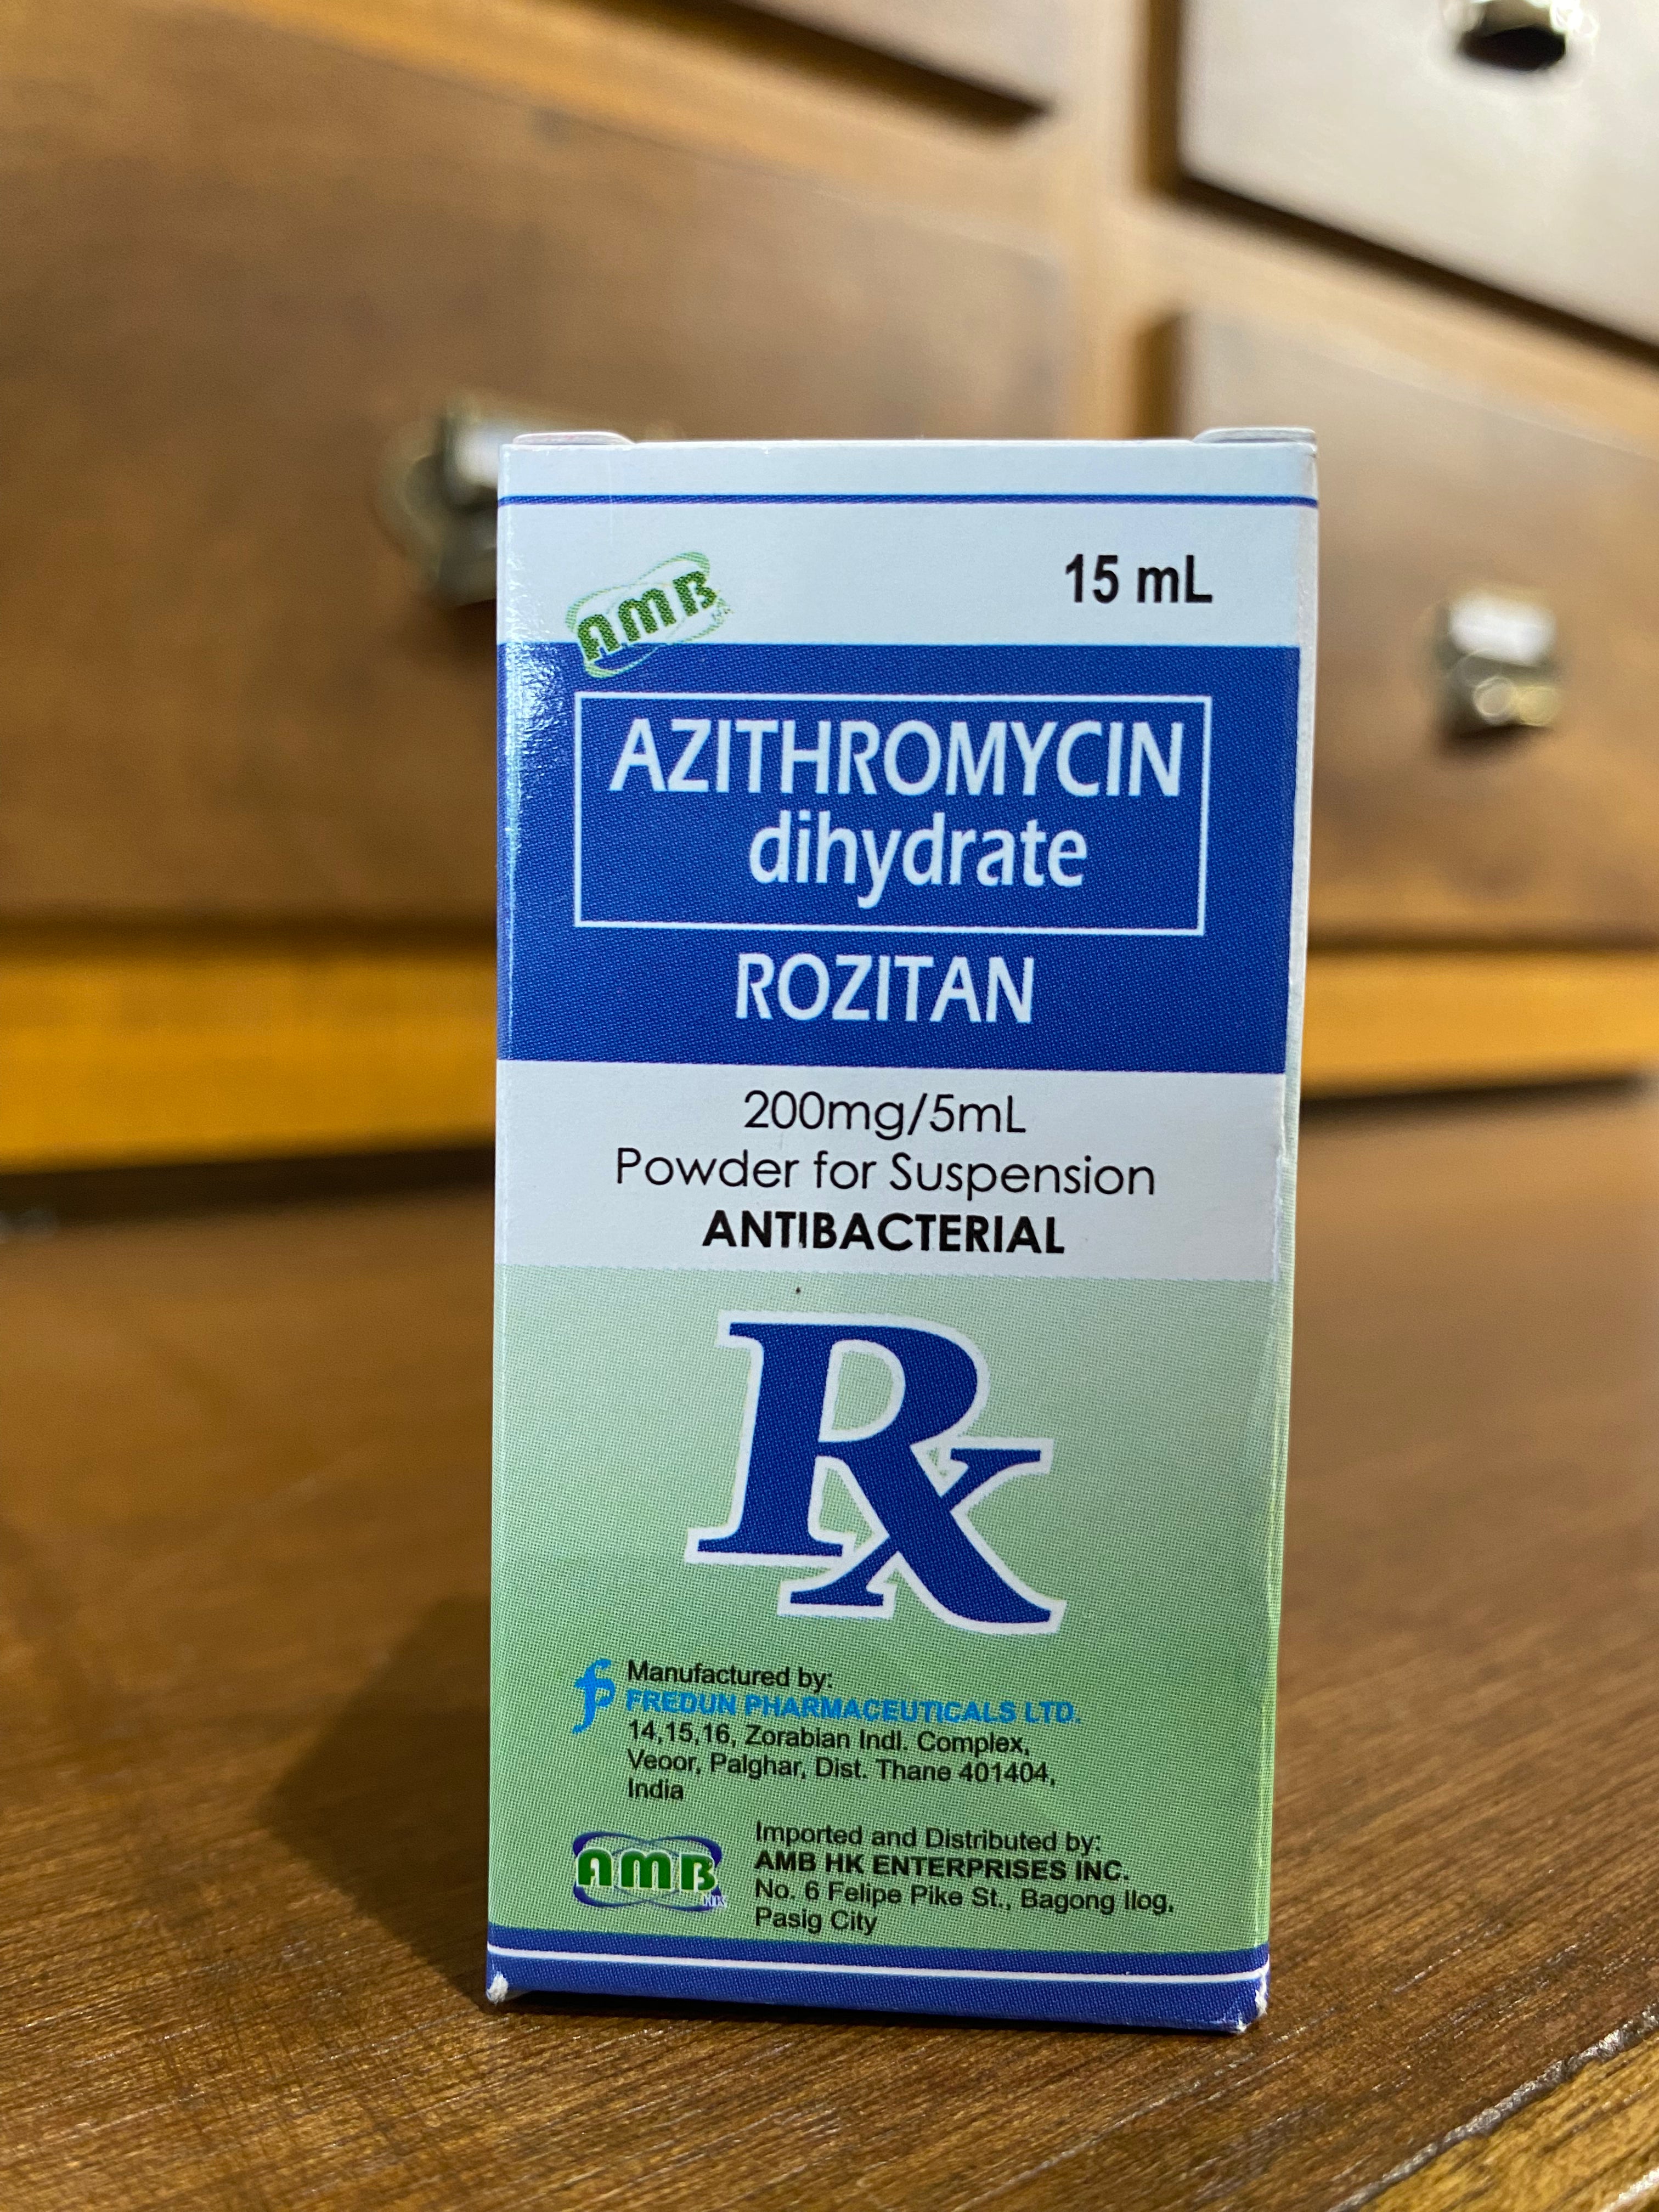 AMB
15 mL
AZITHROMYCIN
dihydrate
ROZITAN
200mg/5mL
Powder for Suspension
ANTIBACTERIAL
Rx
Manufactured by:
fp FREDUN PHARMACEUTICALS LTD.
14,15,16, Zorabian Indl. Complex,
Veoor, Palghar, Dist. Thane 401404,
India
AMB
Imported and Distributed by:
AMB HK ENTERPRISES INC.
No. 6 Felipe Pike St., Bagong Ilog,
Pasig City